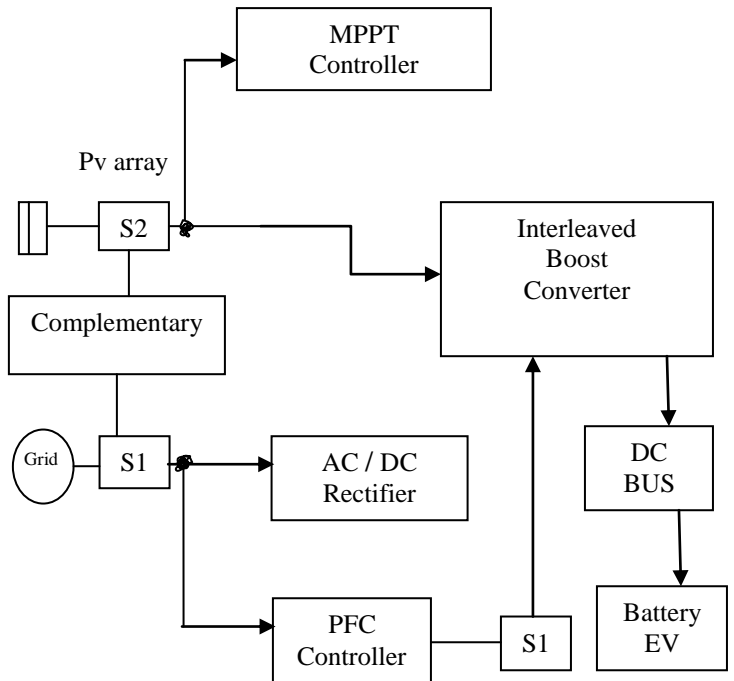 MPPT
Controller
Pv array
S2
Interleaved
Boost
Converter
Complementary
Grid
S1
AC / DC
Rectifier
DC
BUS
PFC
Controller
S1
Battery
EV